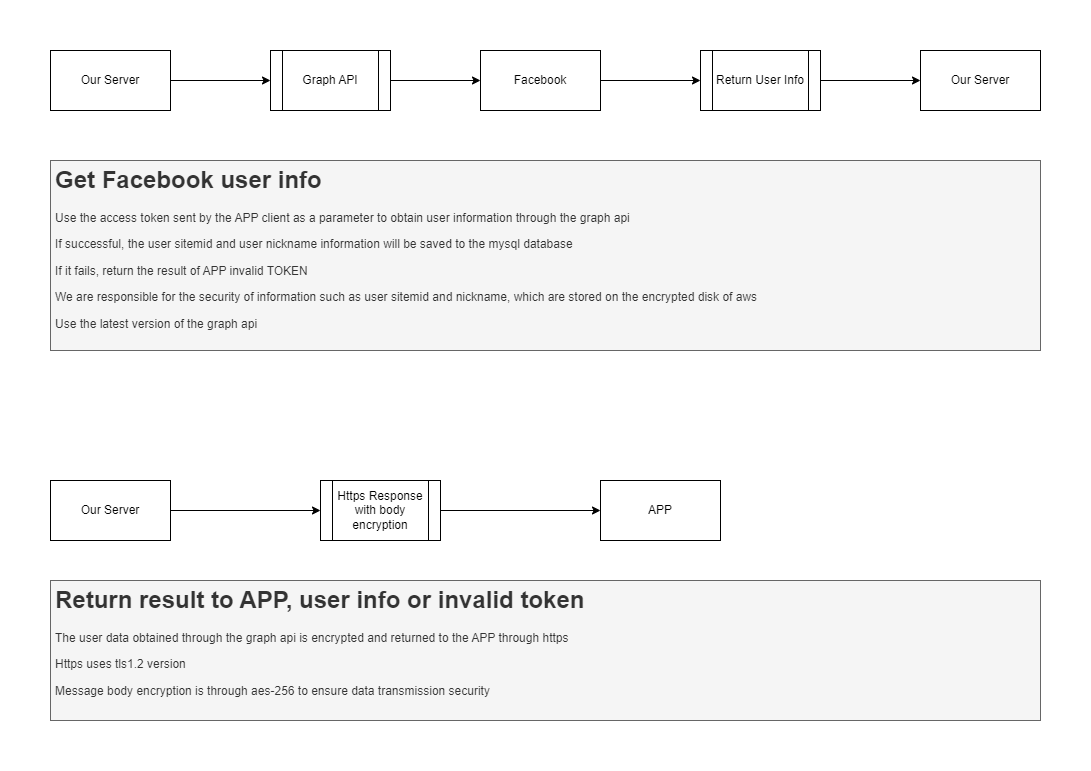 Our Server
Graph API
Facebook
Return User Info
Our Server
Get Facebook user info
Use the access token sent by the APP client as a parameter to obtain user information through the graph api
If successful, the user sitemid and user nickname information will be saved to the mysql database
If it fails, return the result of APP invalid TOKEN
We are responsible for the security of information such as user sitemid and nickname, which are stored on the encrypted disk of aws
Use the latest version of the graph api
Our Server
Https Response
with body
encryption
APP
Return result to APP, user info or invalid token
The user data obtained through the graph api is encrypted and returned to the APP through https
Https uses tls1.2 version
Message body encryption is through aes-256 to ensure data transmission security